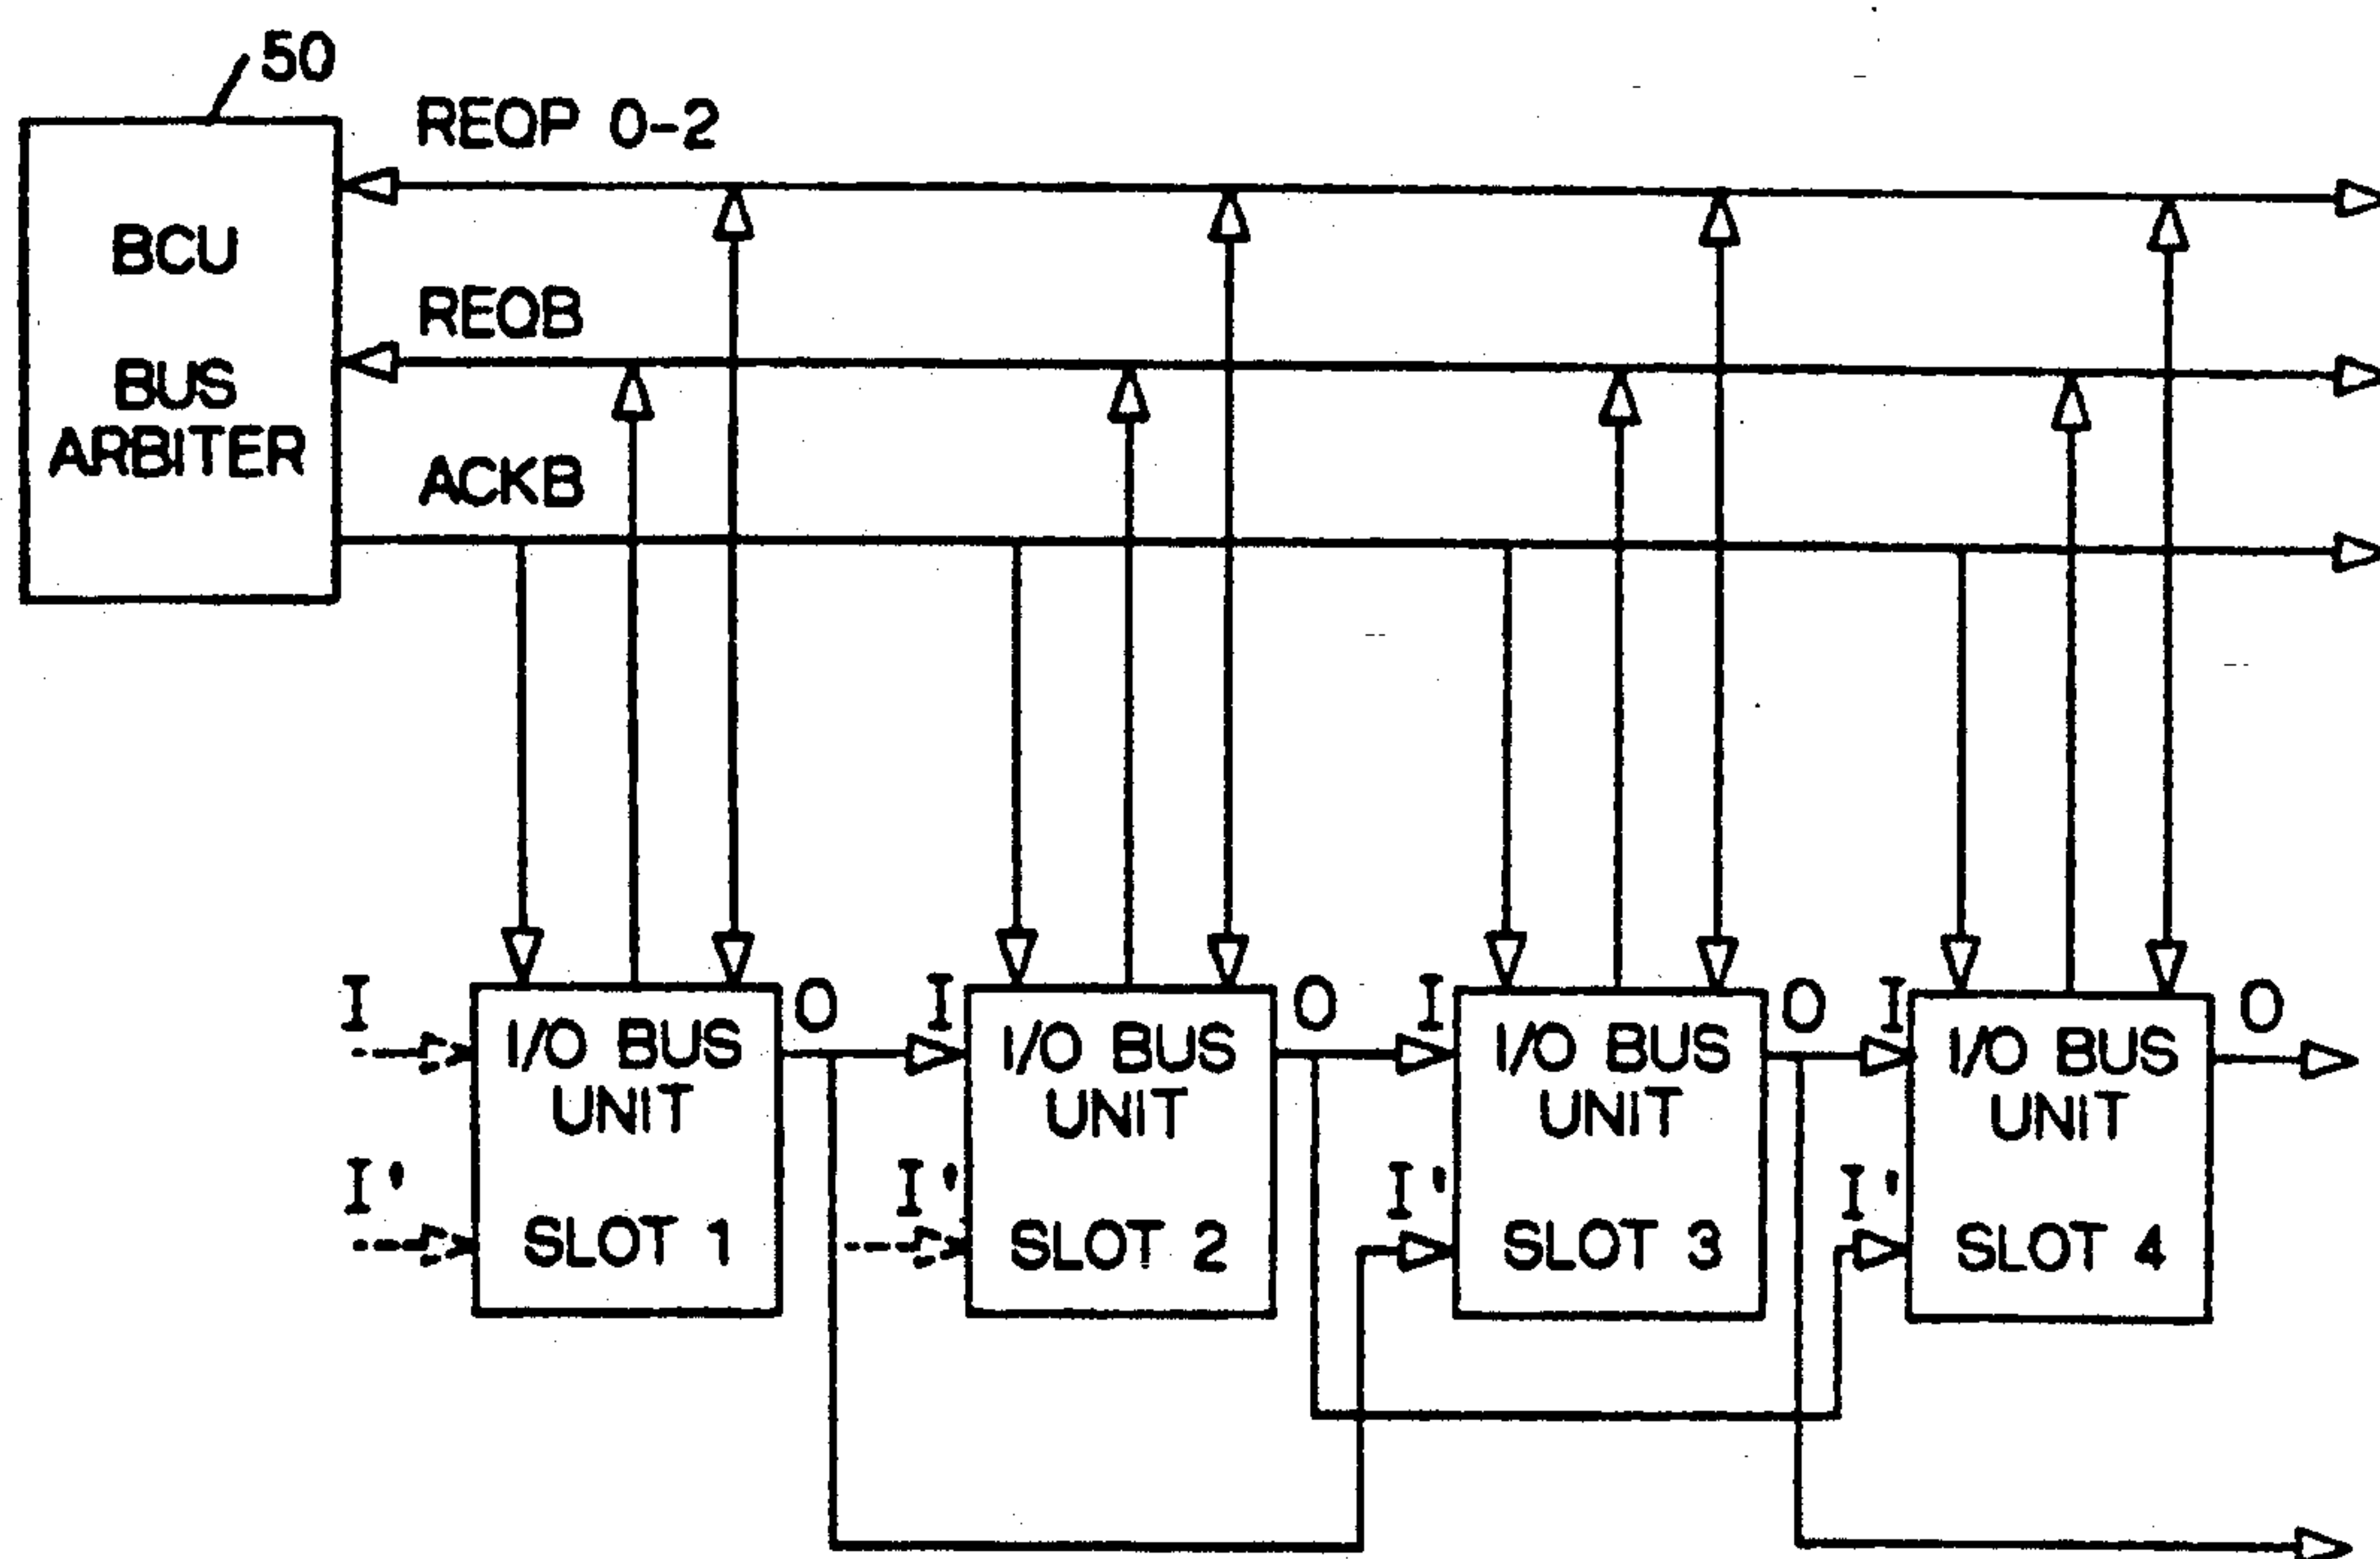 50
REQP 0-2
BCU
BUS
ARBITER
REQB
ACKB
I
I/O BUS
UNIT
SLOT 1
I'
O
I
I/O BUS
UNIT
SLOT 2
I'
O
I
I/O BUS
UNIT
SLOT 3
I'
O
I
I/O BUS
UNIT
SLOT 4
I'
O